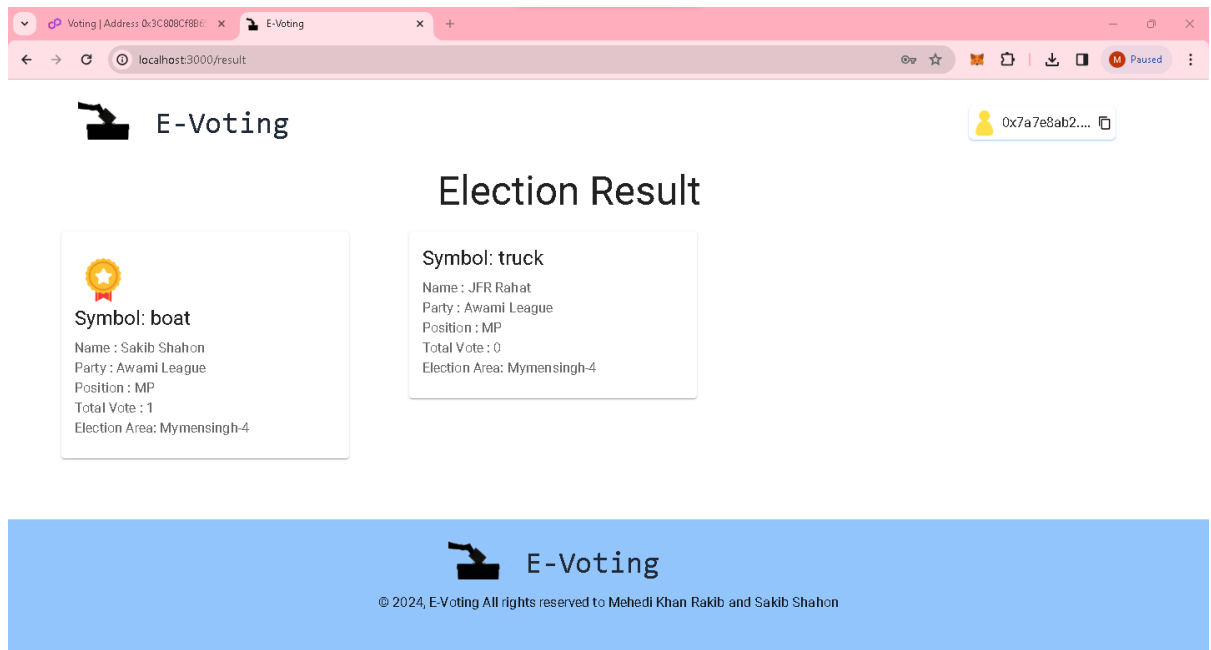 Voting | Address 0x3C808Cf8B6
E-Voting
localhost:3000/result
M Paused
E-Voting
0x7a7e8ab2....
Election Result
Symbol: boat
Name : Sakib Shahon
Party : Awami League
Position : MP
Total Vote : 1
Election Area: Mymensingh-4
Symbol: truck
Name : JFR Rahat
Party : Awami League
Position : MP
Total Vote : 0
Election Area: Mymensingh-4
E-Voting
© 2024, E-Voting All rights reserved to Mehedi Khan Rakib and Sakib Shahon